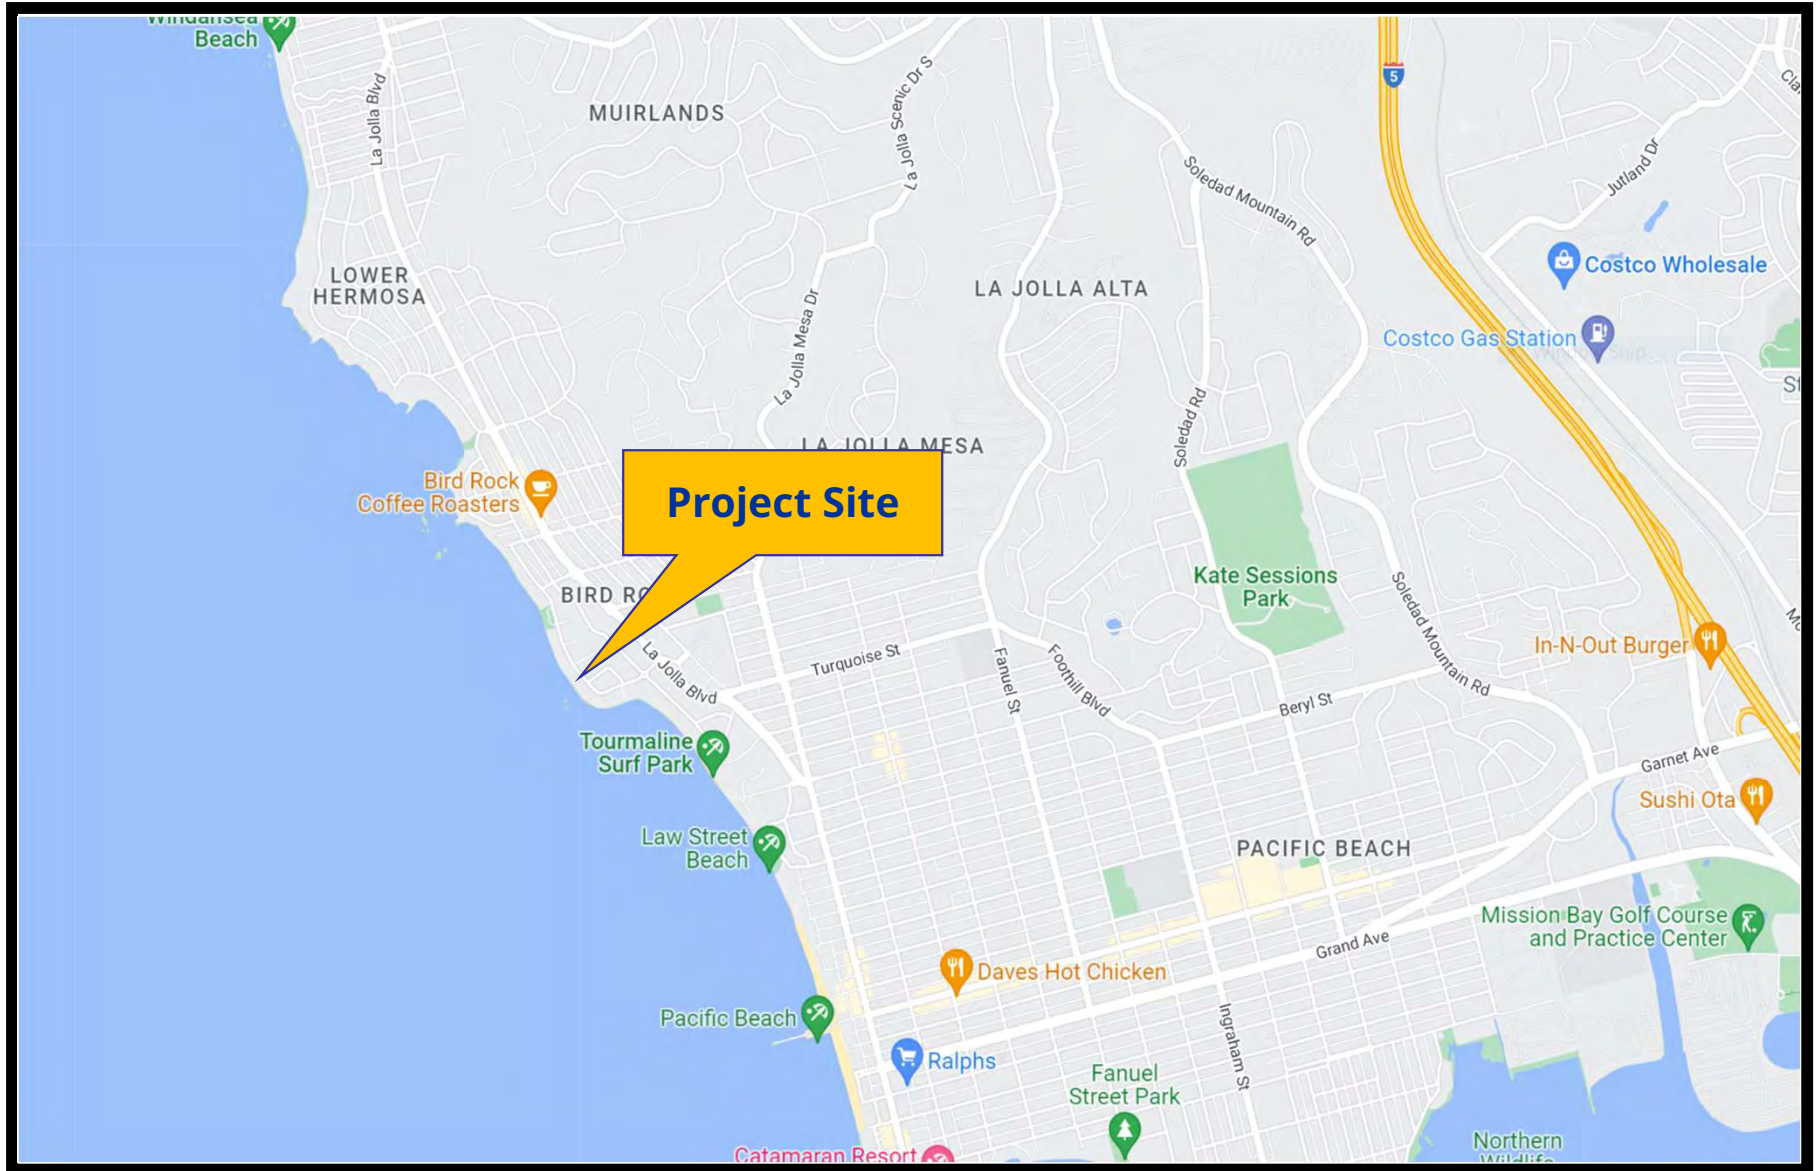 Windansea
Beach
La Jolla Blvd
MUIRLANDS
La Jolla Scenic Dr S
5
Soledad Mountain Rd
Jutland Dr
LOWER
HERMOSA
LA JOLLA ALTA
Costco Wholesale
La Jolla Mesa Dr
Costco Gas Station
Soledad Rd
LA JOLLA MESA
Bird Rock
Coffee Roasters
Project Site
Kate Sessions
Park
BIRD RO
Soledad Mountain Rd
In-N-Out Burger
La Jolla Blvd
Turquoise St
Fanuel St
Foothill Blvd
Beryl St
Tourmaline
Surf Park
Garnet Ave
Sushi Ota
Law Street
Beach
PACIFIC BEACH
Mission Bay Golf Course
and Practice Center
Grand Ave
Daves Hot Chicken
Pacific Beach
Ingraham St
Ralphs
Fanuel
Street Park
Catamaran Resort
Northern
Wildlife